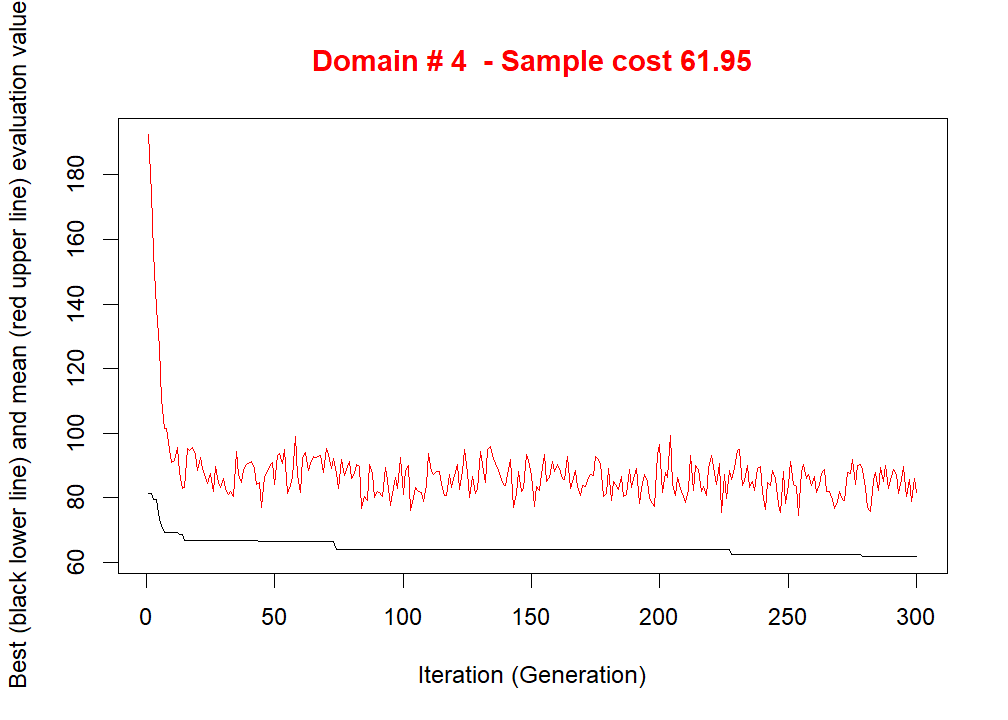 Domain # 4  - Sample cost 61.95
Best (black lower line) and mean (red upper line) evaluation value
180
160
140
120
100
80
60
0 50 100 150 200 250 300
Iteration (Generation)